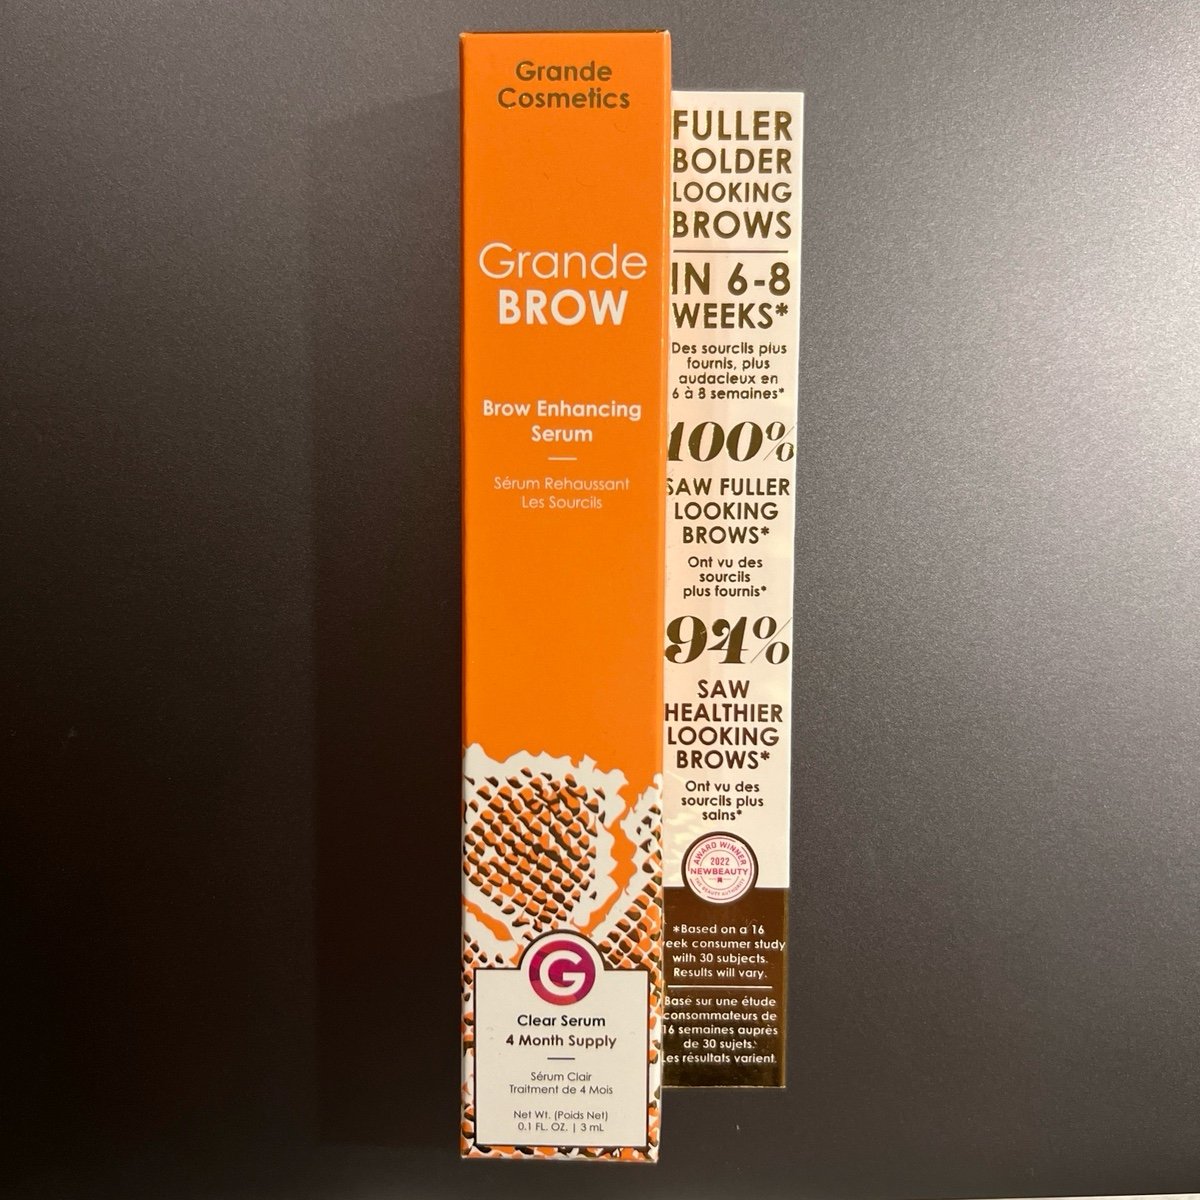 Grande
Cosmetics
Grande
BROW
Brow Enhancing
Serum
Sérum Rehaussant
Les Sourcils
G
Clear Serum
4 Month Supply
Sérum Clair
Traitment de 4 Mois
Net Wt. (Poids Net)
0.1 FL. OZ. | 3 mL
FULLER
BOLDER
LOOKING
BROWS
IN 6-8
WEEKS*
Des sourcils plus
fournis, plus
audacieux en
6 à 8 semaines*
100%
SAW FULLER
LOOKING
BROWS*
Ont vu des
sourcils
plus fournis*
94%
SAW
HEALTHIER
LOOKING
BROWS*
Ont vu des
sourcils plus
sains*
AWARD WINNER
2022
NEWBEAUTY
THE BEAUTY AUTHORITY
*Based on a 16
eek consumer study
with 30 subjects.
Results will vary.
Basé sur une étude
consommateurs de
16 semaines auprès
de 30 sujets.
Les résultats varient.